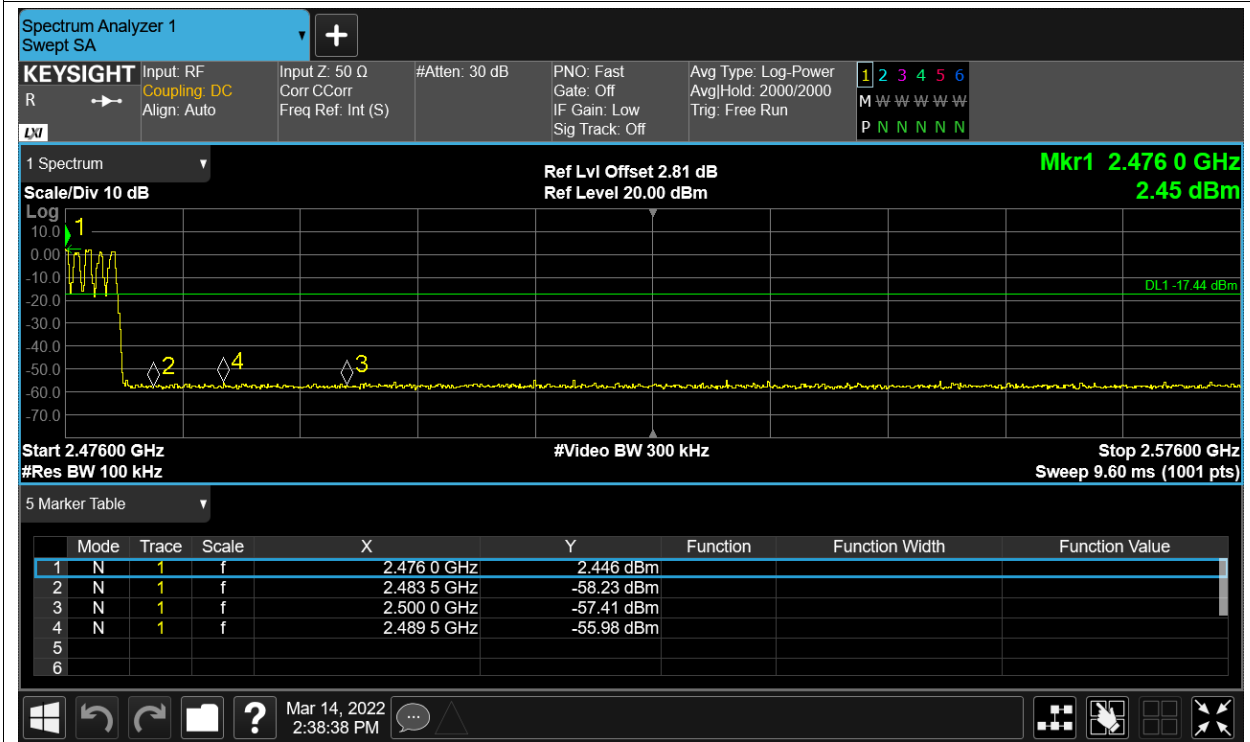 Spectrum Analyzer 1
Swept SA
+
KEYSIGHT Input: RF Input Z: 50 Ω #Atten: 30 dB PNO: Fast Avg Type: Log-Power 1 2 3 4 5 6
R Coupling: DC Corr CCorr Gate: Off Avg|Hold: 2000/2000 M W W W W W
Align: Auto Freq Ref: Int (S) IF Gain: Low Trig: Free Run
LXI Sig Track: Off P N N N N N
1 Spectrum Ref Lvl Offset 2.81 dB Mkr1 2.476 0 GHz
Scale/Div 10 dB Ref Level 20.00 dBm 2.45 dBm
Log
1
10.0
0.00
-10.0
DL1 -17.44 dBm
-20.0
-30.0
-40.0
2 4 3
-50.0
-60.0
-70.0
Start 2.47600 GHz #Video BW 300 kHz Stop 2.57600 GHz
#Res BW 100 kHz Sweep 9.60 ms (1001 pts)
5 Marker Table
Mode Trace Scale X Y Function Function Width Function Value
1 N 1 f 2.476 0 GHz 2.446 dBm
2 N 1 f 2.483 5 GHz -58.23 dBm
3 N 1 f 2.500 0 GHz -57.41 dBm
4 N 1 f 2.489 5 GHz -55.98 dBm
5
6
? Mar 14, 2022
2:38:38 PM